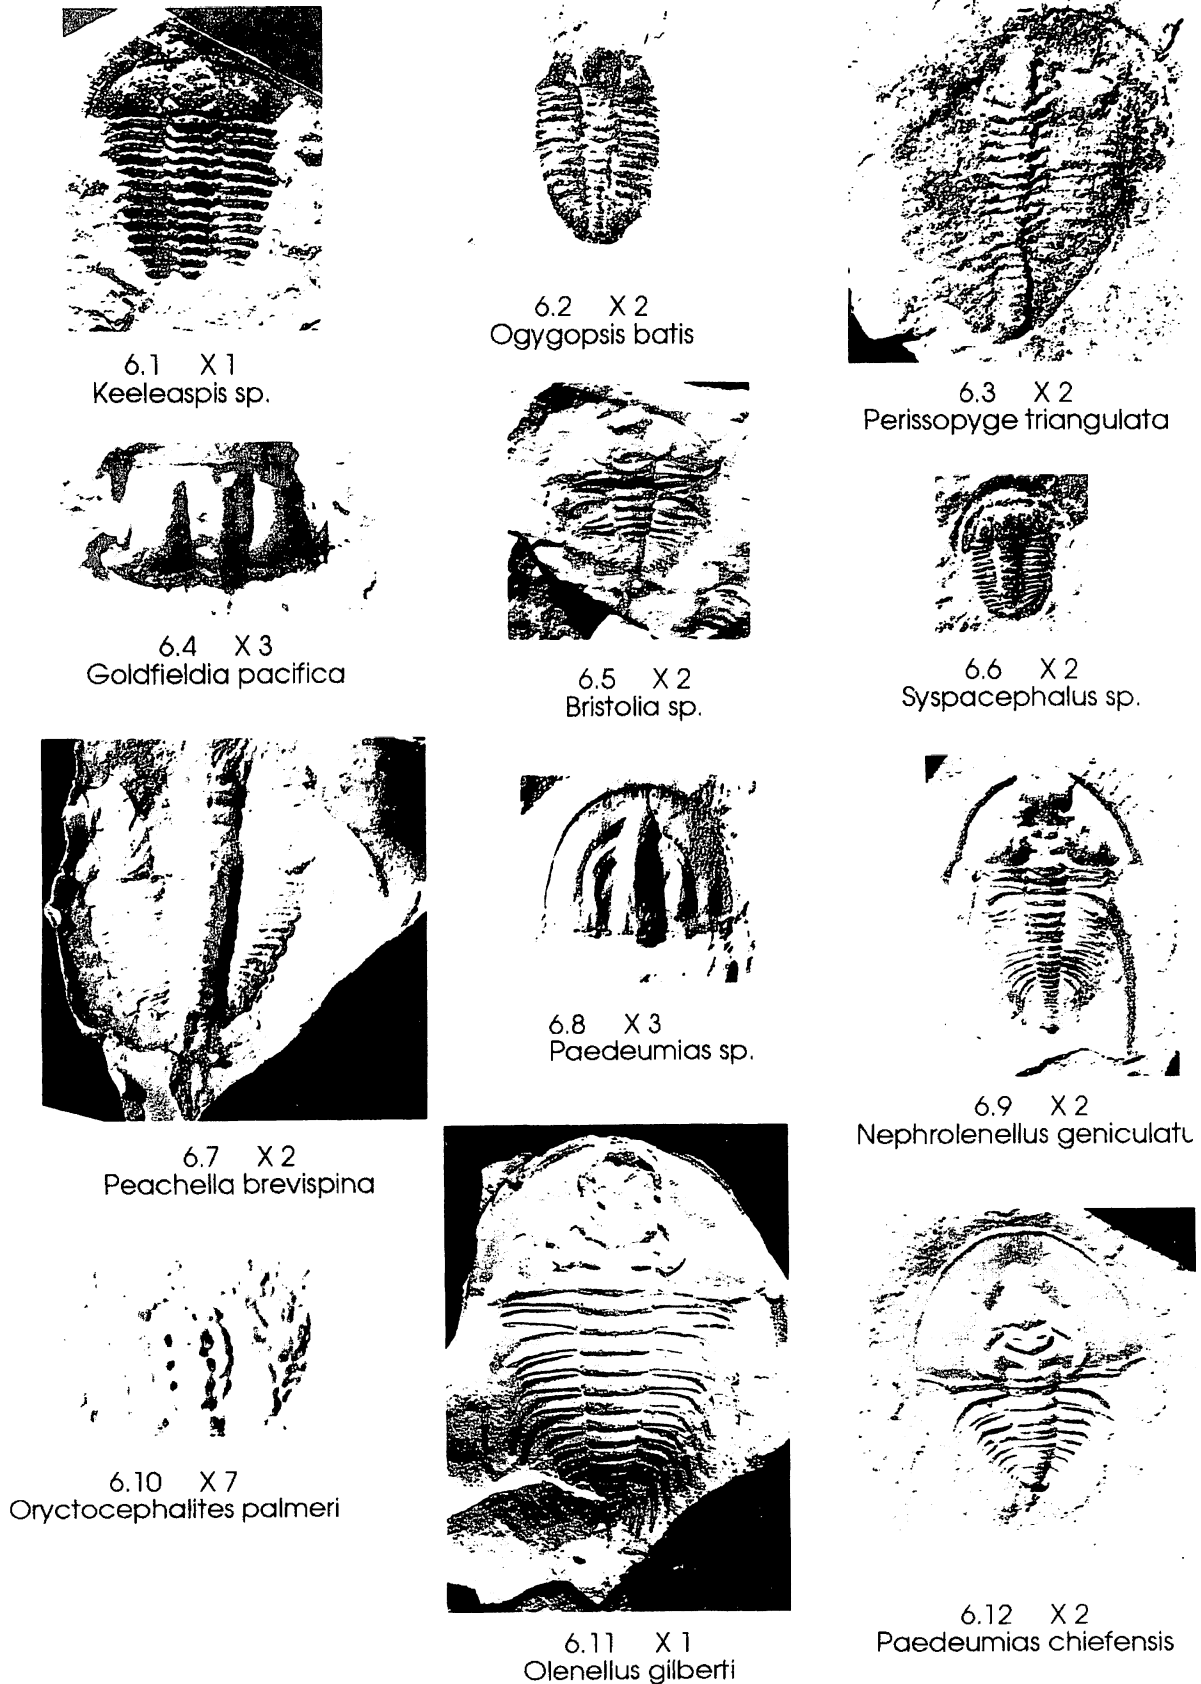 6.1 X 1
Keeleaspis sp.
6.2 X 2
Ogygopsis batis
6.3 X 2
Perissopyge triangulata
6.4 X 3
Goldfieldia pacifica
6.5 X 2
Bristolia sp.
6.6 X 2
Syspacephalus sp.
6.7 X 2
Peachella brevispina
6.8 X 3
Paedeumias sp.
6.9 X 2
Nephrolenellus geniculatu
6.10 X 7
Oryctocephalites palmeri
6.11 X 1
Olenellus gilberti
6.12 X 2
Paedeumias chiefensis